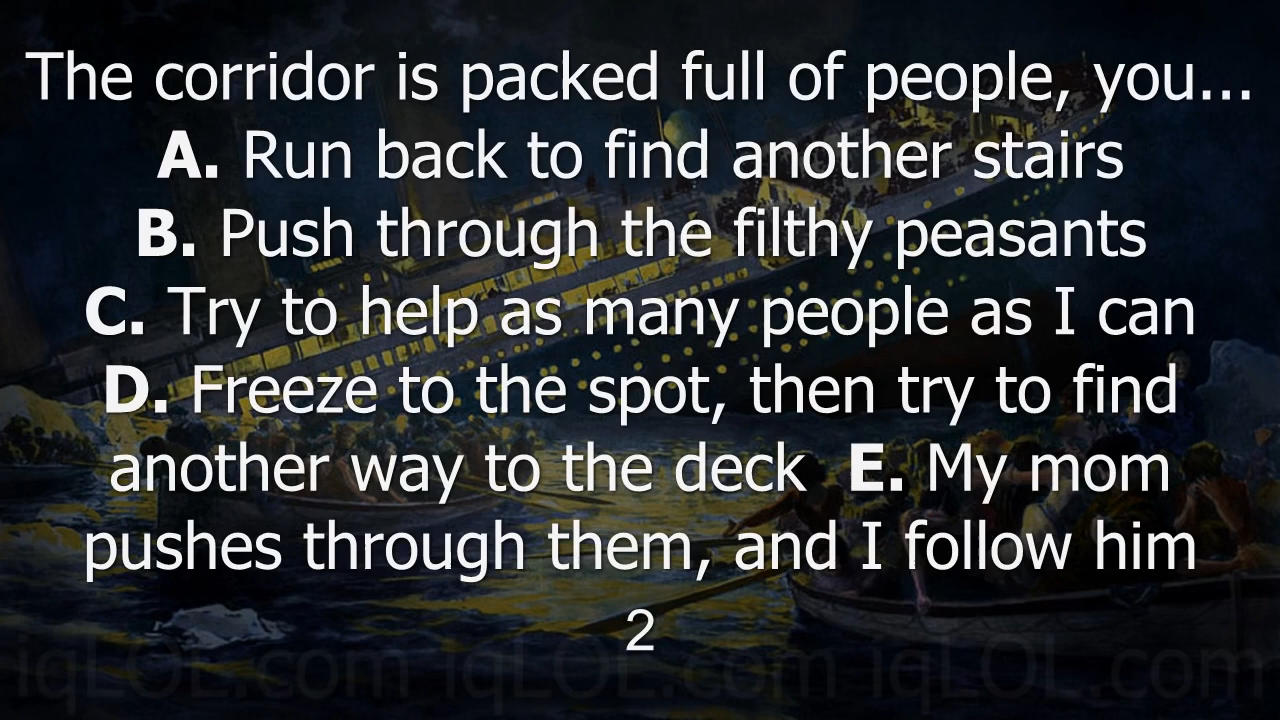 The corridor is packed full of people, you...
A. Run back to find another stairs
B. Push through the filthy peasants
C. Try to help as many people as I can
D. Freeze to the spot, then try to find
another way to the deck E. My mom
pushes through them, and I follow him
2
iqLOL.com iqLOL.com iqLOL.com